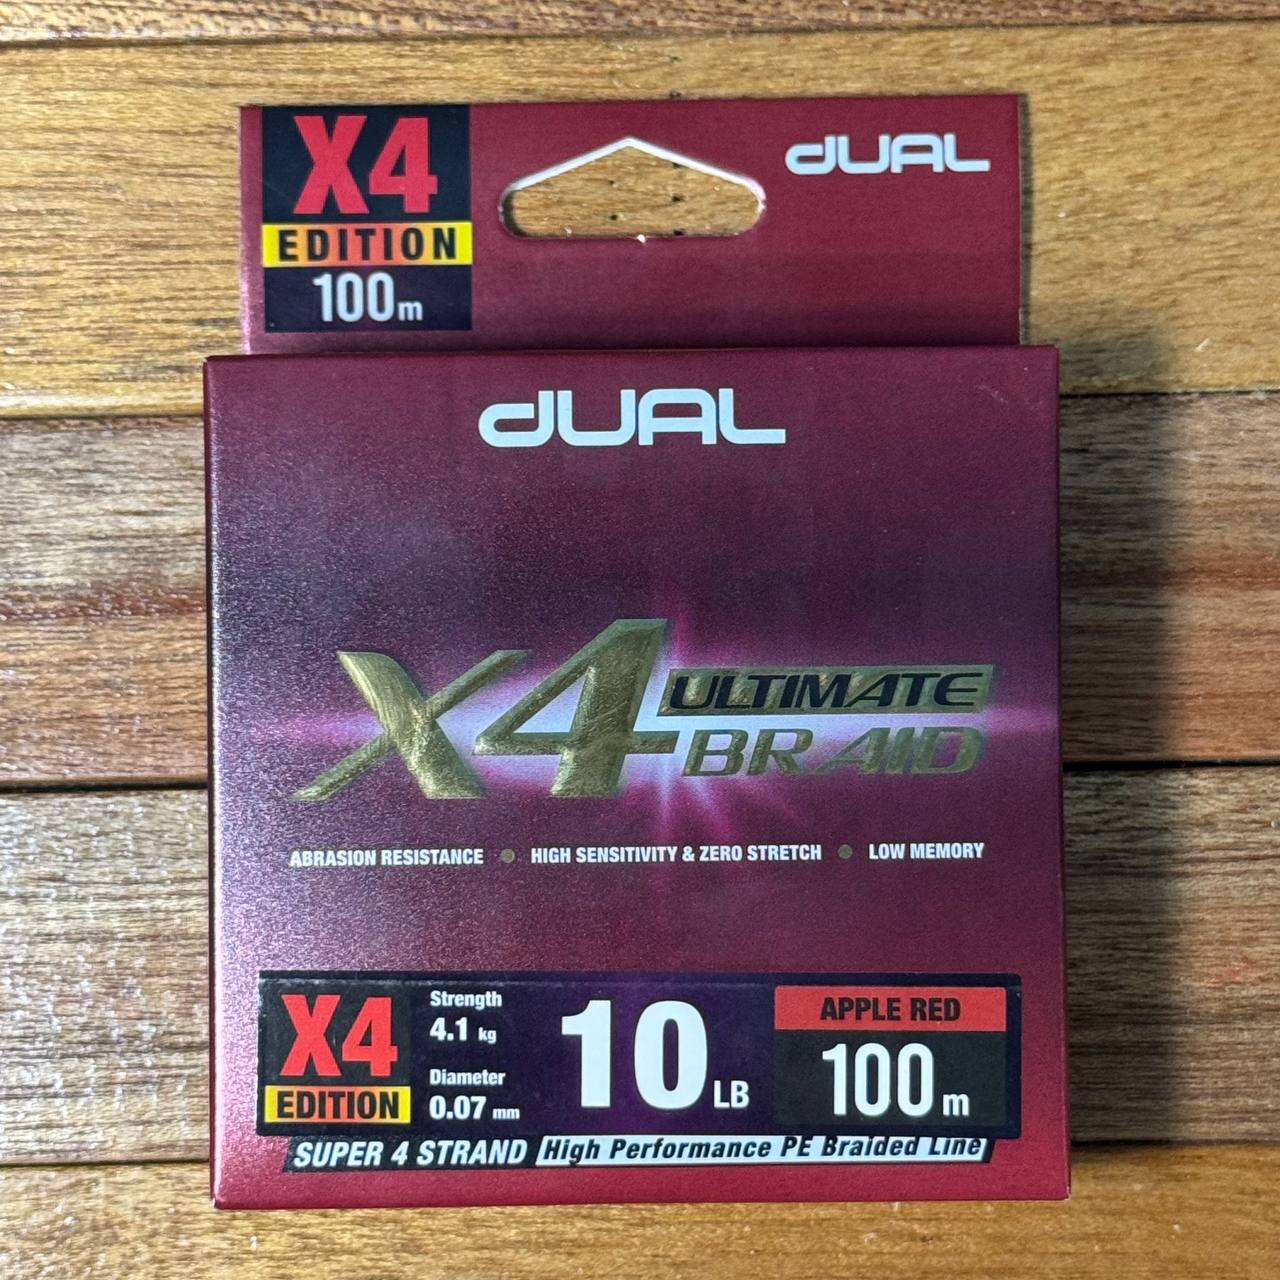 X4
EDITION
100m
dUAL
dUAL
X4 ULTIMATE
BRAID
ABRASION RESISTANCE • HIGH SENSITIVITY & ZERO STRETCH • LOW MEMORY
X4
EDITION
Strength
4.1 kg
Diameter
0.07 mm
10 LB
APPLE RED
100 m
SUPER 4 STRAND High Performance PE Braided Line